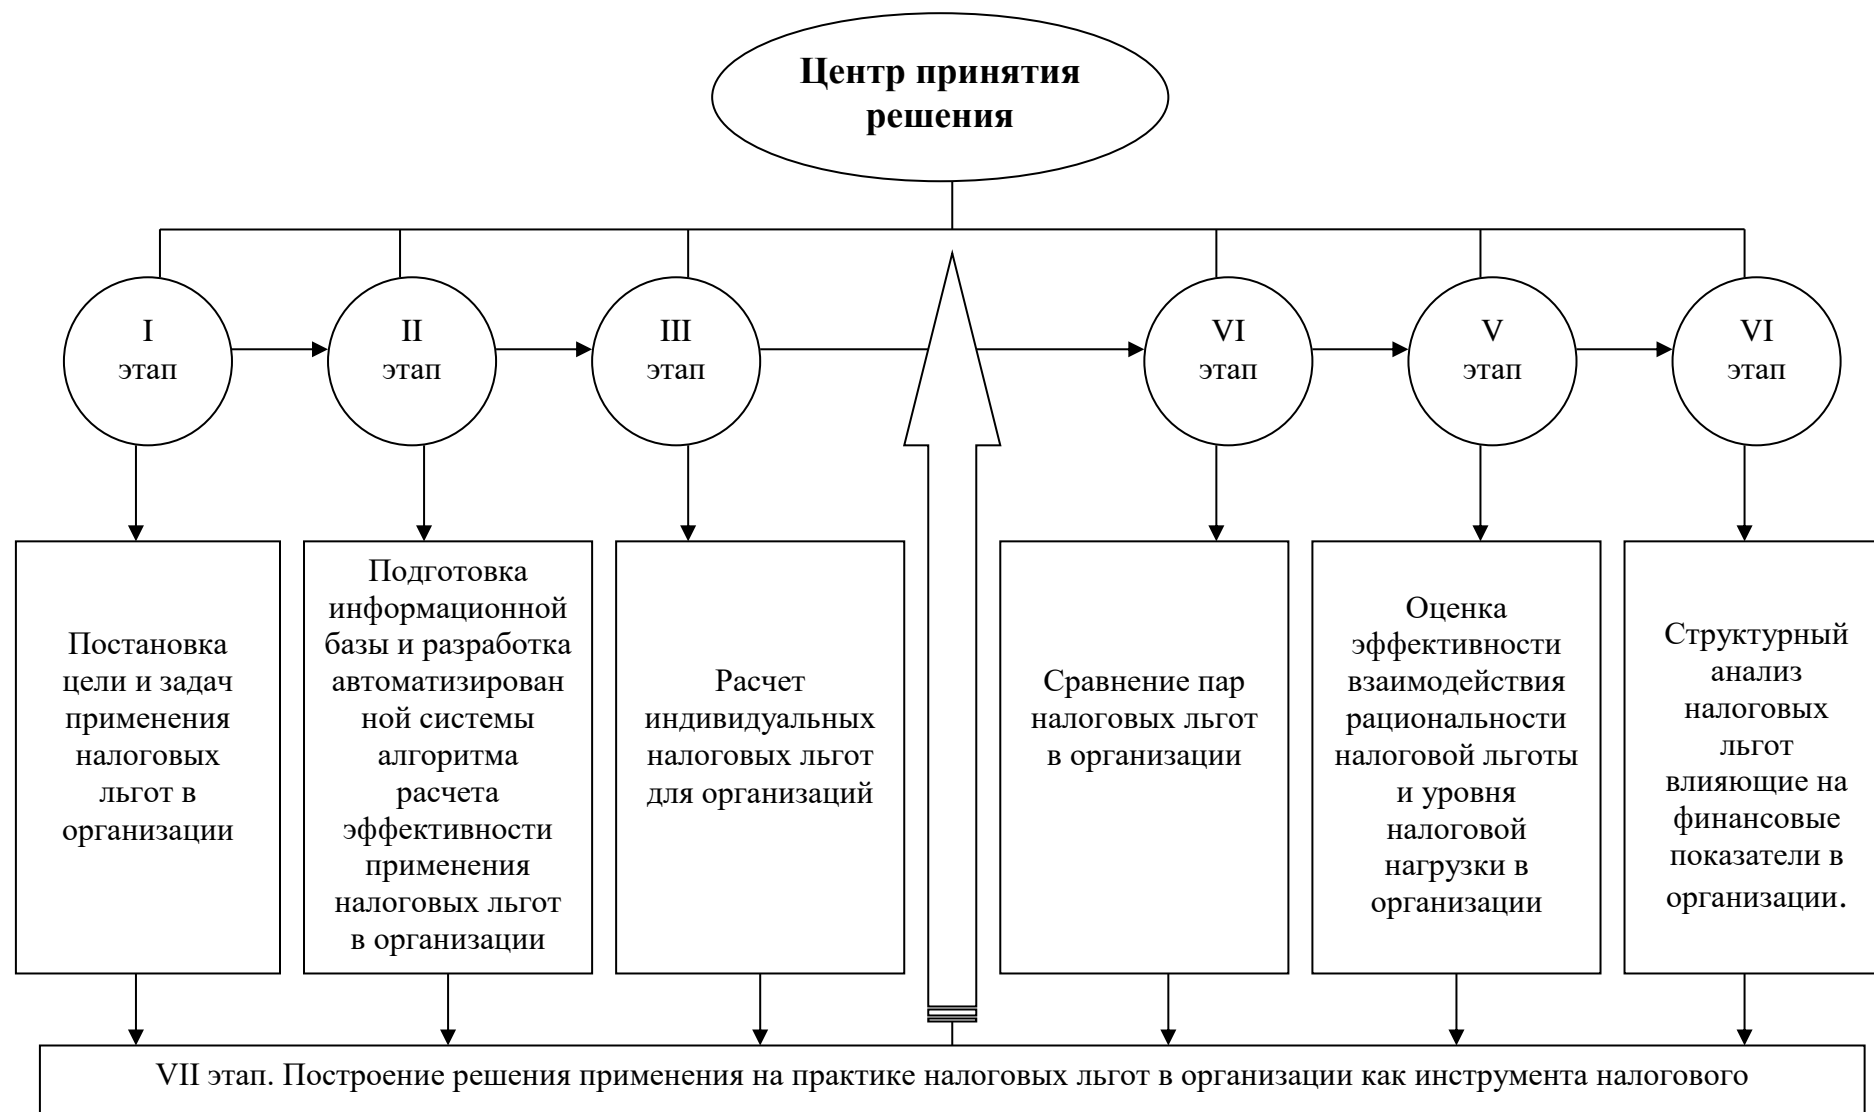 Центр принятия
решения
I
этап
II
этап
III
этап
VI
этап
V
этап
VI
этап
Постановка
цели и задач
применения
налоговых
льгот в
организации
Подготовка
информационной
базы и разработка
автоматизирован
ной системы
алгоритма
расчета
эффективности
применения
налоговых льгот
в организации
Расчет
индивидуальных
налоговых льгот
для организаций
Сравнение пар
налоговых льгот
в организации
Оценка
эффективности
взаимодействия
рациональности
налоговой льготы
и уровня
налоговой
нагрузки в
организации
Структурный
анализ
налоговых
льгот
влияющие на
финансовые
показатели в
организации.
VII этап. Построение решения применения на практике налоговых льгот в организации как инструмента налогового